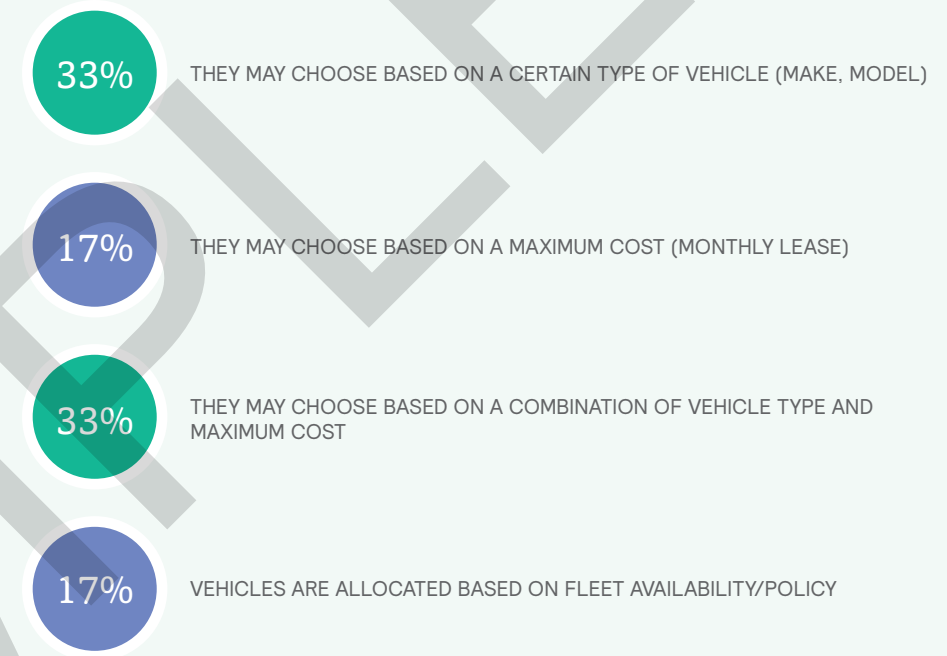 33%
THEY MAY CHOOSE BASED ON A CERTAIN TYPE OF VEHICLE (MAKE, MODEL)
17%
THEY MAY CHOOSE BASED ON A MAXIMUM COST (MONTHLY LEASE)
33%
THEY MAY CHOOSE BASED ON A COMBINATION OF VEHICLE TYPE AND
MAXIMUM COST
17%
VEHICLES ARE ALLOCATED BASED ON FLEET AVAILABILITY/POLICY